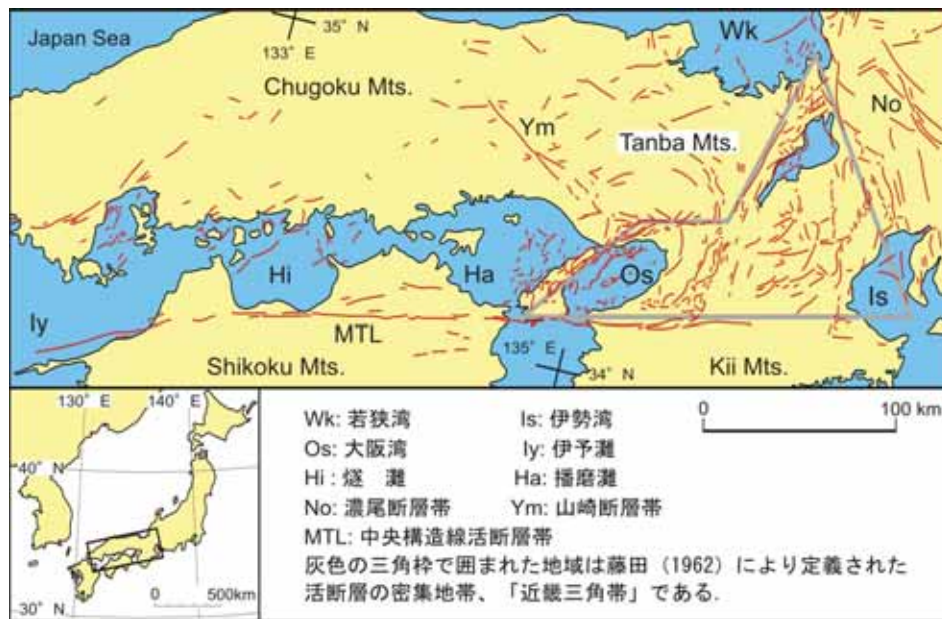 Japan Sea
35° N
133° E
Chugoku Mts.
Wk
No
Ym
Tanba Mts.
Hi
Ha
Os
Is
Iy
MTL
Shikoku Mts.
135° E
34° N
Kii Mts.
130° E
140° E
40° N
30° N
0
500km
0
100 km
Wk: 若狭湾 Is: 伊勢湾
Os: 大阪湾 Iy: 伊予灘
Hi : 燧　灘 Ha: 播磨灘
No: 濃尾断層帯 Ym: 山崎断層帯
MTL: 中央構造線活断層帯
灰色の三角枠で囲まれた地域は藤田（1962）により定義された
活断層の密集地帯、「近畿三角帯」である.